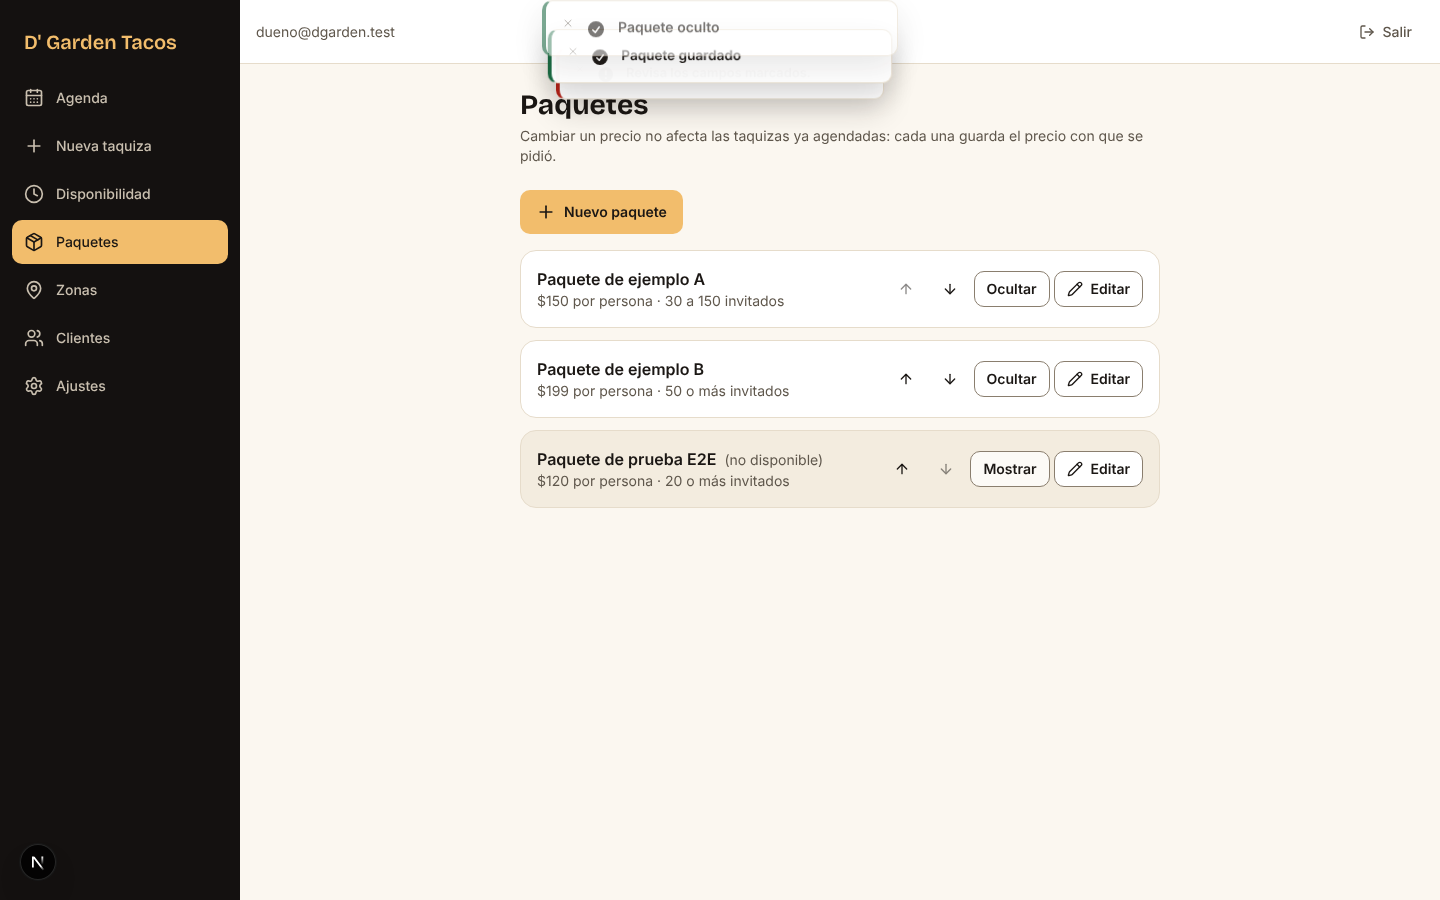 D' Garden Tacos
Agenda
Nueva taquiza
Disponibilidad
Paquetes
Zonas
Clientes
Ajustes
N
dueno@dgarden.test
Salir
Paquete oculto
Paquete guardado
Paquetes
Cambiar un precio no afecta las taquizas ya agendadas: cada una guarda el precio con que se
pidió.
Nuevo paquete
Paquete de ejemplo A
$150 por persona · 30 a 150 invitados
Ocultar
Editar
Paquete de ejemplo B
$199 por persona · 50 o más invitados
Ocultar
Editar
Paquete de prueba E2E (no disponible)
$120 por persona · 20 o más invitados
Mostrar
Editar